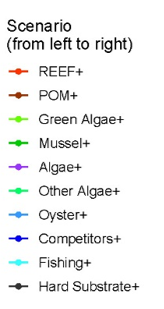 Scenario
(from left to right)
REEF+
POM+
Green Algae+
Mussel+
Algae+
Other Algae+
Oyster+
Competitors+
Fishing+
Hard Substrate+